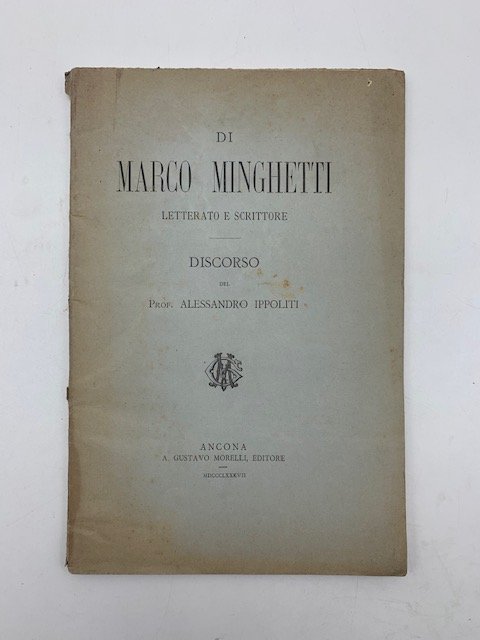 DI
MARCO MINGHETTI
LETTERATO E SCRITTORE
DISCORSO
DEL
PROF. ALESSANDRO IPPOLITI
ANCONA
A. GUSTAVO MORELLI, EDITORE
MDCCCLXXXVII